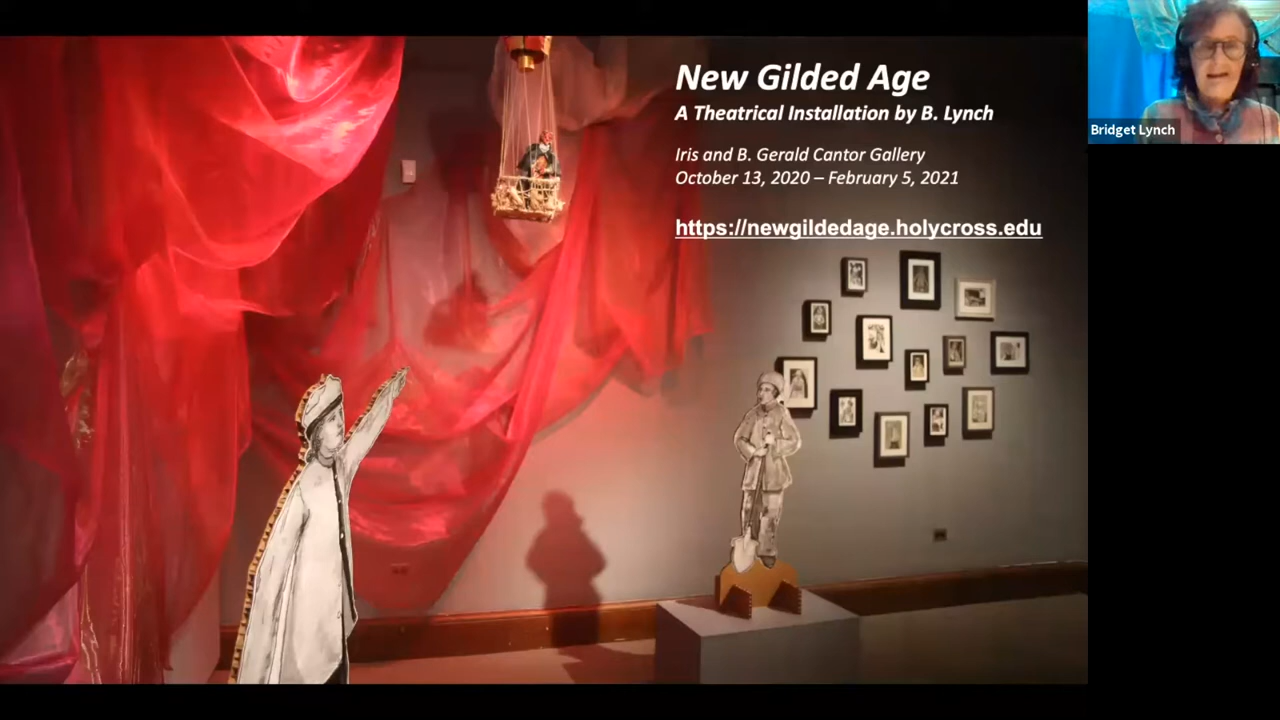 New Gilded Age
A Theatrical Installation by B. Lynch
Iris and B. Gerald Cantor Gallery
October 13, 2020 – February 5, 2021
https://newgildedage.holycross.edu
Bridget Lynch